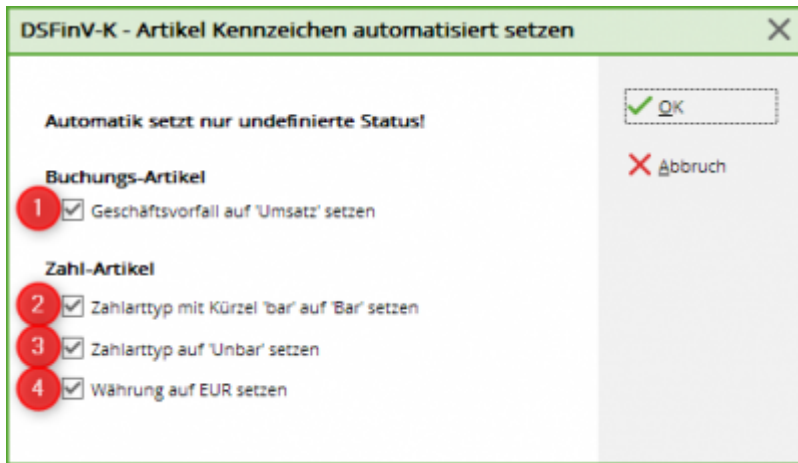 DSFinV-K - Artikel Kennzeichen automatisiert setzen
Automatik setzt nur undefinierte Status!
OK
Abbruch
Buchungs-Artikel
1 Geschäftsvorfall auf 'Umsatz' setzen
Zahl-Artikel
2 Zahlarttyp mit Kürzel 'bar' auf 'Bar' setzen
3 Zahlarttyp auf 'Unbar' setzen
4 Währung auf EUR setzen